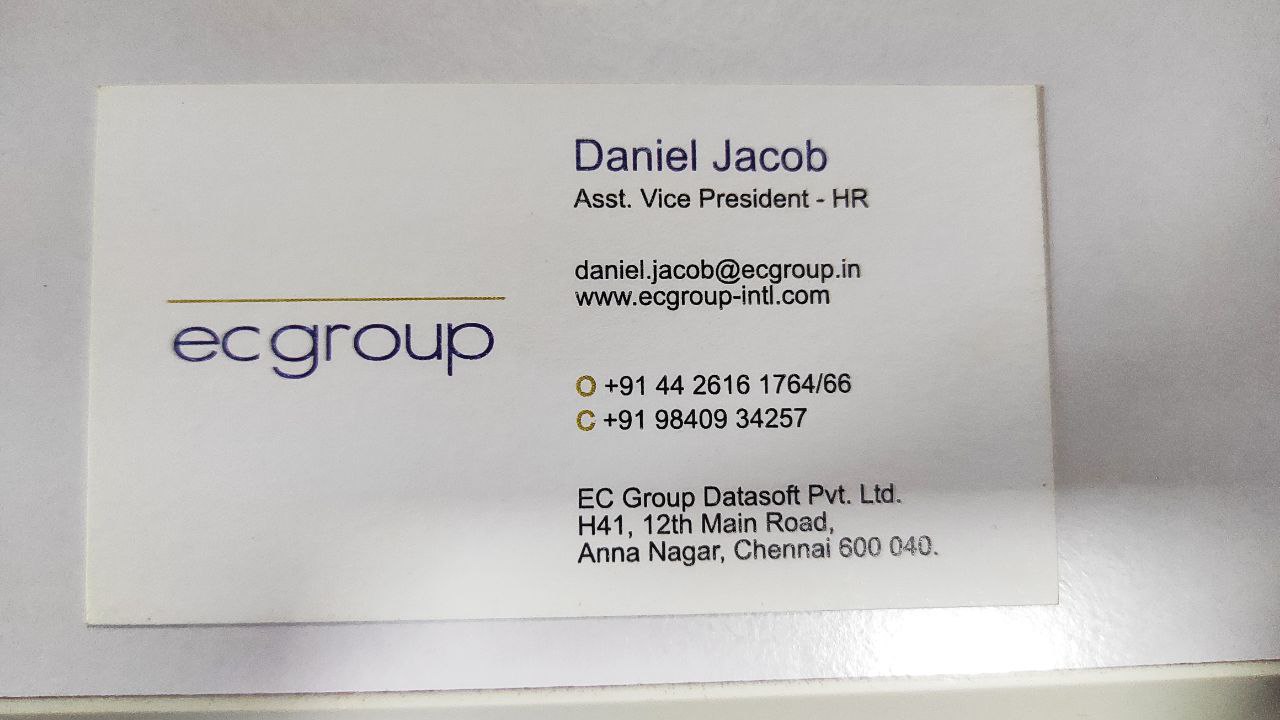 ecgroup
Daniel Jacob
Asst. Vice President - HR
daniel.jacob@ecgroup.in
www.ecgroup-intl.com
O +91 44 2616 1764/66
C +91 98409 34257
EC Group Datasoft Pvt. Ltd.
H41, 12th Main Road,
Anna Nagar, Chennai 600 040.